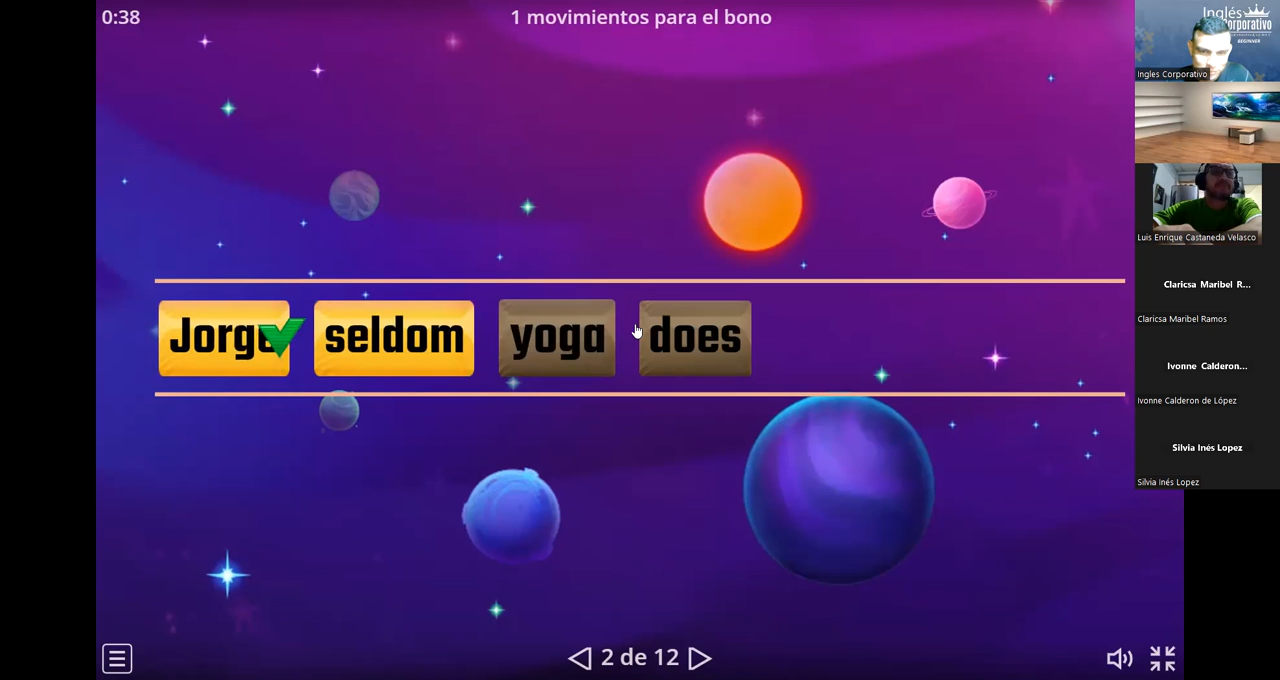 0:38
1 movimientos para el bono
Jorge seldom yoga does
2 de 12
Inglés
Corporativo
BEGINNER
Ingles Corporativo
Luis Enrique Castaneda Velasco
Claricsa Maribel R...
Claricsa Maribel Ramos
Ivonne Calderon...
Ivonne Calderon de López
Silvia Inés Lopez
Silvia Inés Lopez